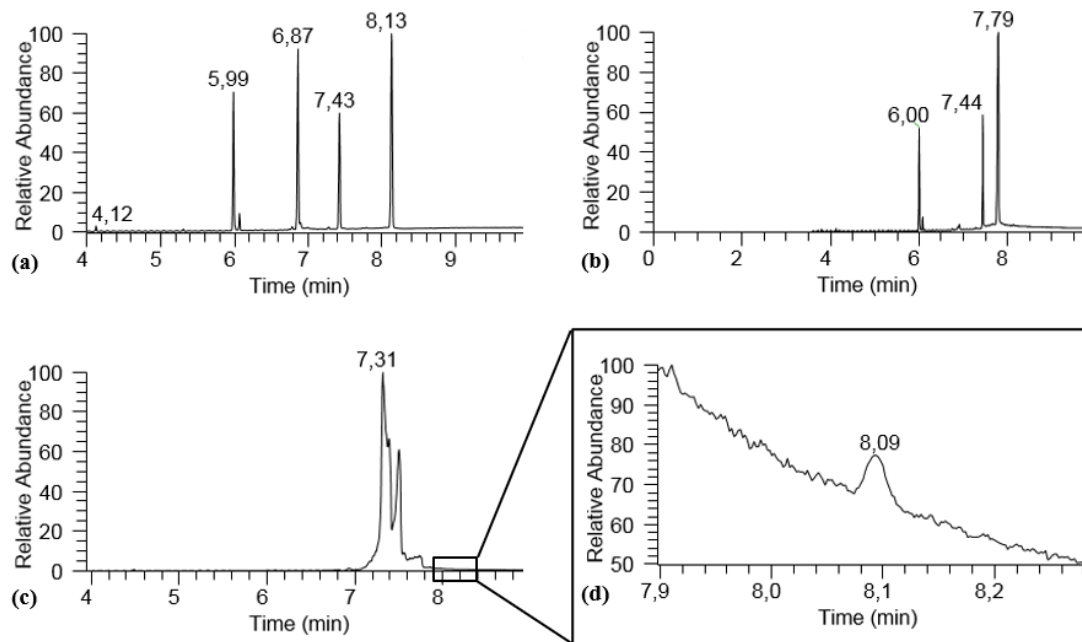 100
80
60
40
20
0
Relative Abundance
4,12
5,99
6,87
7,43
8,13
4 5 6 7 8 9
Time (min)
(a)
100
80
60
40
20
0
Relative Abundance
6,00
7,44
7,79
0 2 4 6 8
Time (min)
(b)
100
80
60
40
20
0
Relative Abundance
7,31
4 5 6 7 8
Time (min)
(c)
100
90
80
70
60
50
Relative Abundance
8,09
7,9 8,0 8,1 8,2
Time (min)
(d)